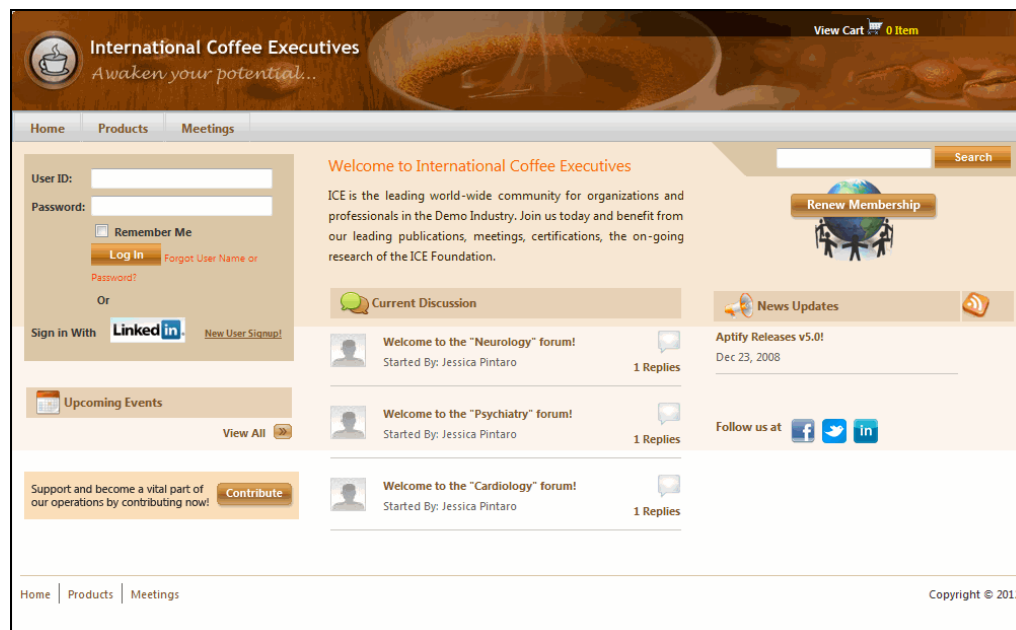 View Cart 0 Item
International Coffee Executives
Awaken your potential...
Home Products Meetings
User ID:
Password:
Remember Me
Log In Forgot User Name or
Password?
Or
Sign in With Linked in. New User Signup!
Upcoming Events
View All
Support and become a vital part of
our operations by contributing now!
Contribute
Welcome to International Coffee Executives
ICE is the leading world-wide community for organizations and
professionals in the Demo Industry. Join us today and benefit from
our leading publications, meetings, certifications, the on-going
research of the ICE Foundation.
Current Discussion
Welcome to the "Neurology" forum!
Started By: Jessica Pintaro
1 Replies
Welcome to the "Psychiatry" forum!
Started By: Jessica Pintaro
1 Replies
Welcome to the "Cardiology" forum!
Started By: Jessica Pintaro
1 Replies
Search
Renew Membership
News Updates
Aptify Releases v5.0!
Dec 23, 2008
Follow us at f in
Home Products Meetings
Copyright ©